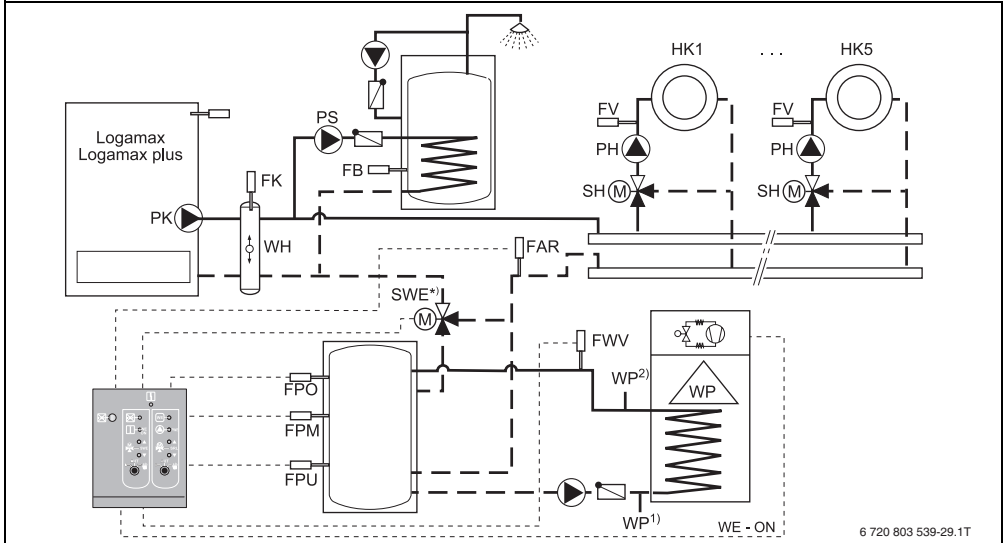 HK1 ... HK5
Logamax
Logamax plus
PS
FV
FV
FK
FB
PH
PH
SH M
SH M
PK
WH
FAR
SWE*)
M
FWV
FPO
WP2)
WP
FPM
FPU
WP1)
WE - ON
6 720 803 539-29.1T